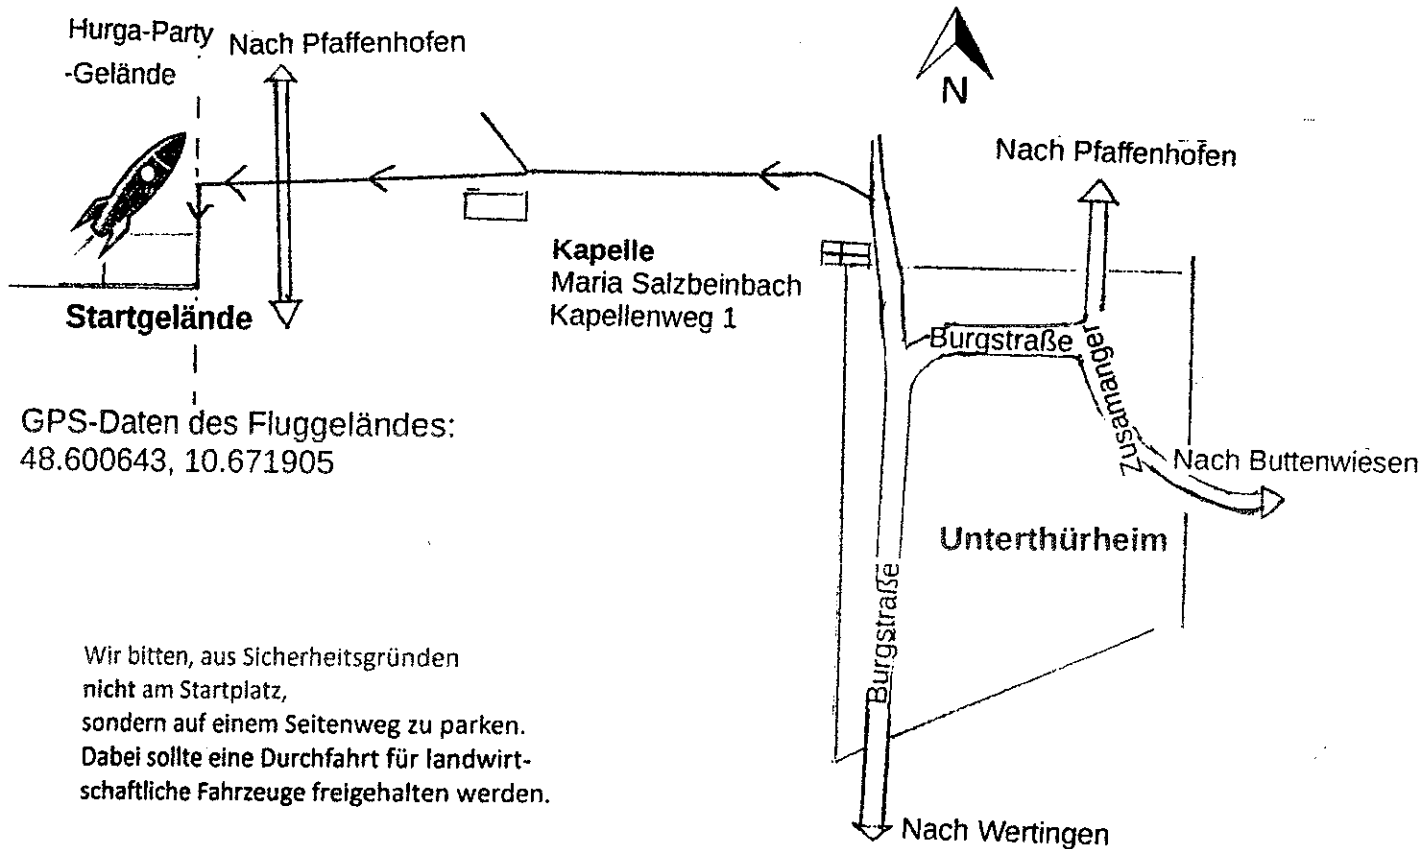 Hurga-Party
-Gelände
Nach Pfaffenhofen
N
Nach Pfaffenhofen
Kapelle
Maria Salzbeinbach
Kapellenweg 1
Startgelände
Burgstraße
Zusamanger
GPS-Daten des Fluggeländes:
48.600643, 10.671905
Nach Buttenwiesen
Unterthürheim
Burgstraße
Wir bitten, aus Sicherheitsgründen
nicht am Startplatz,
sondern auf einem Seitenweg zu parken.
Dabei sollte eine Durchfahrt für landwirt-
schaftliche Fahrzeuge freigehalten werden.
Nach Wertingen